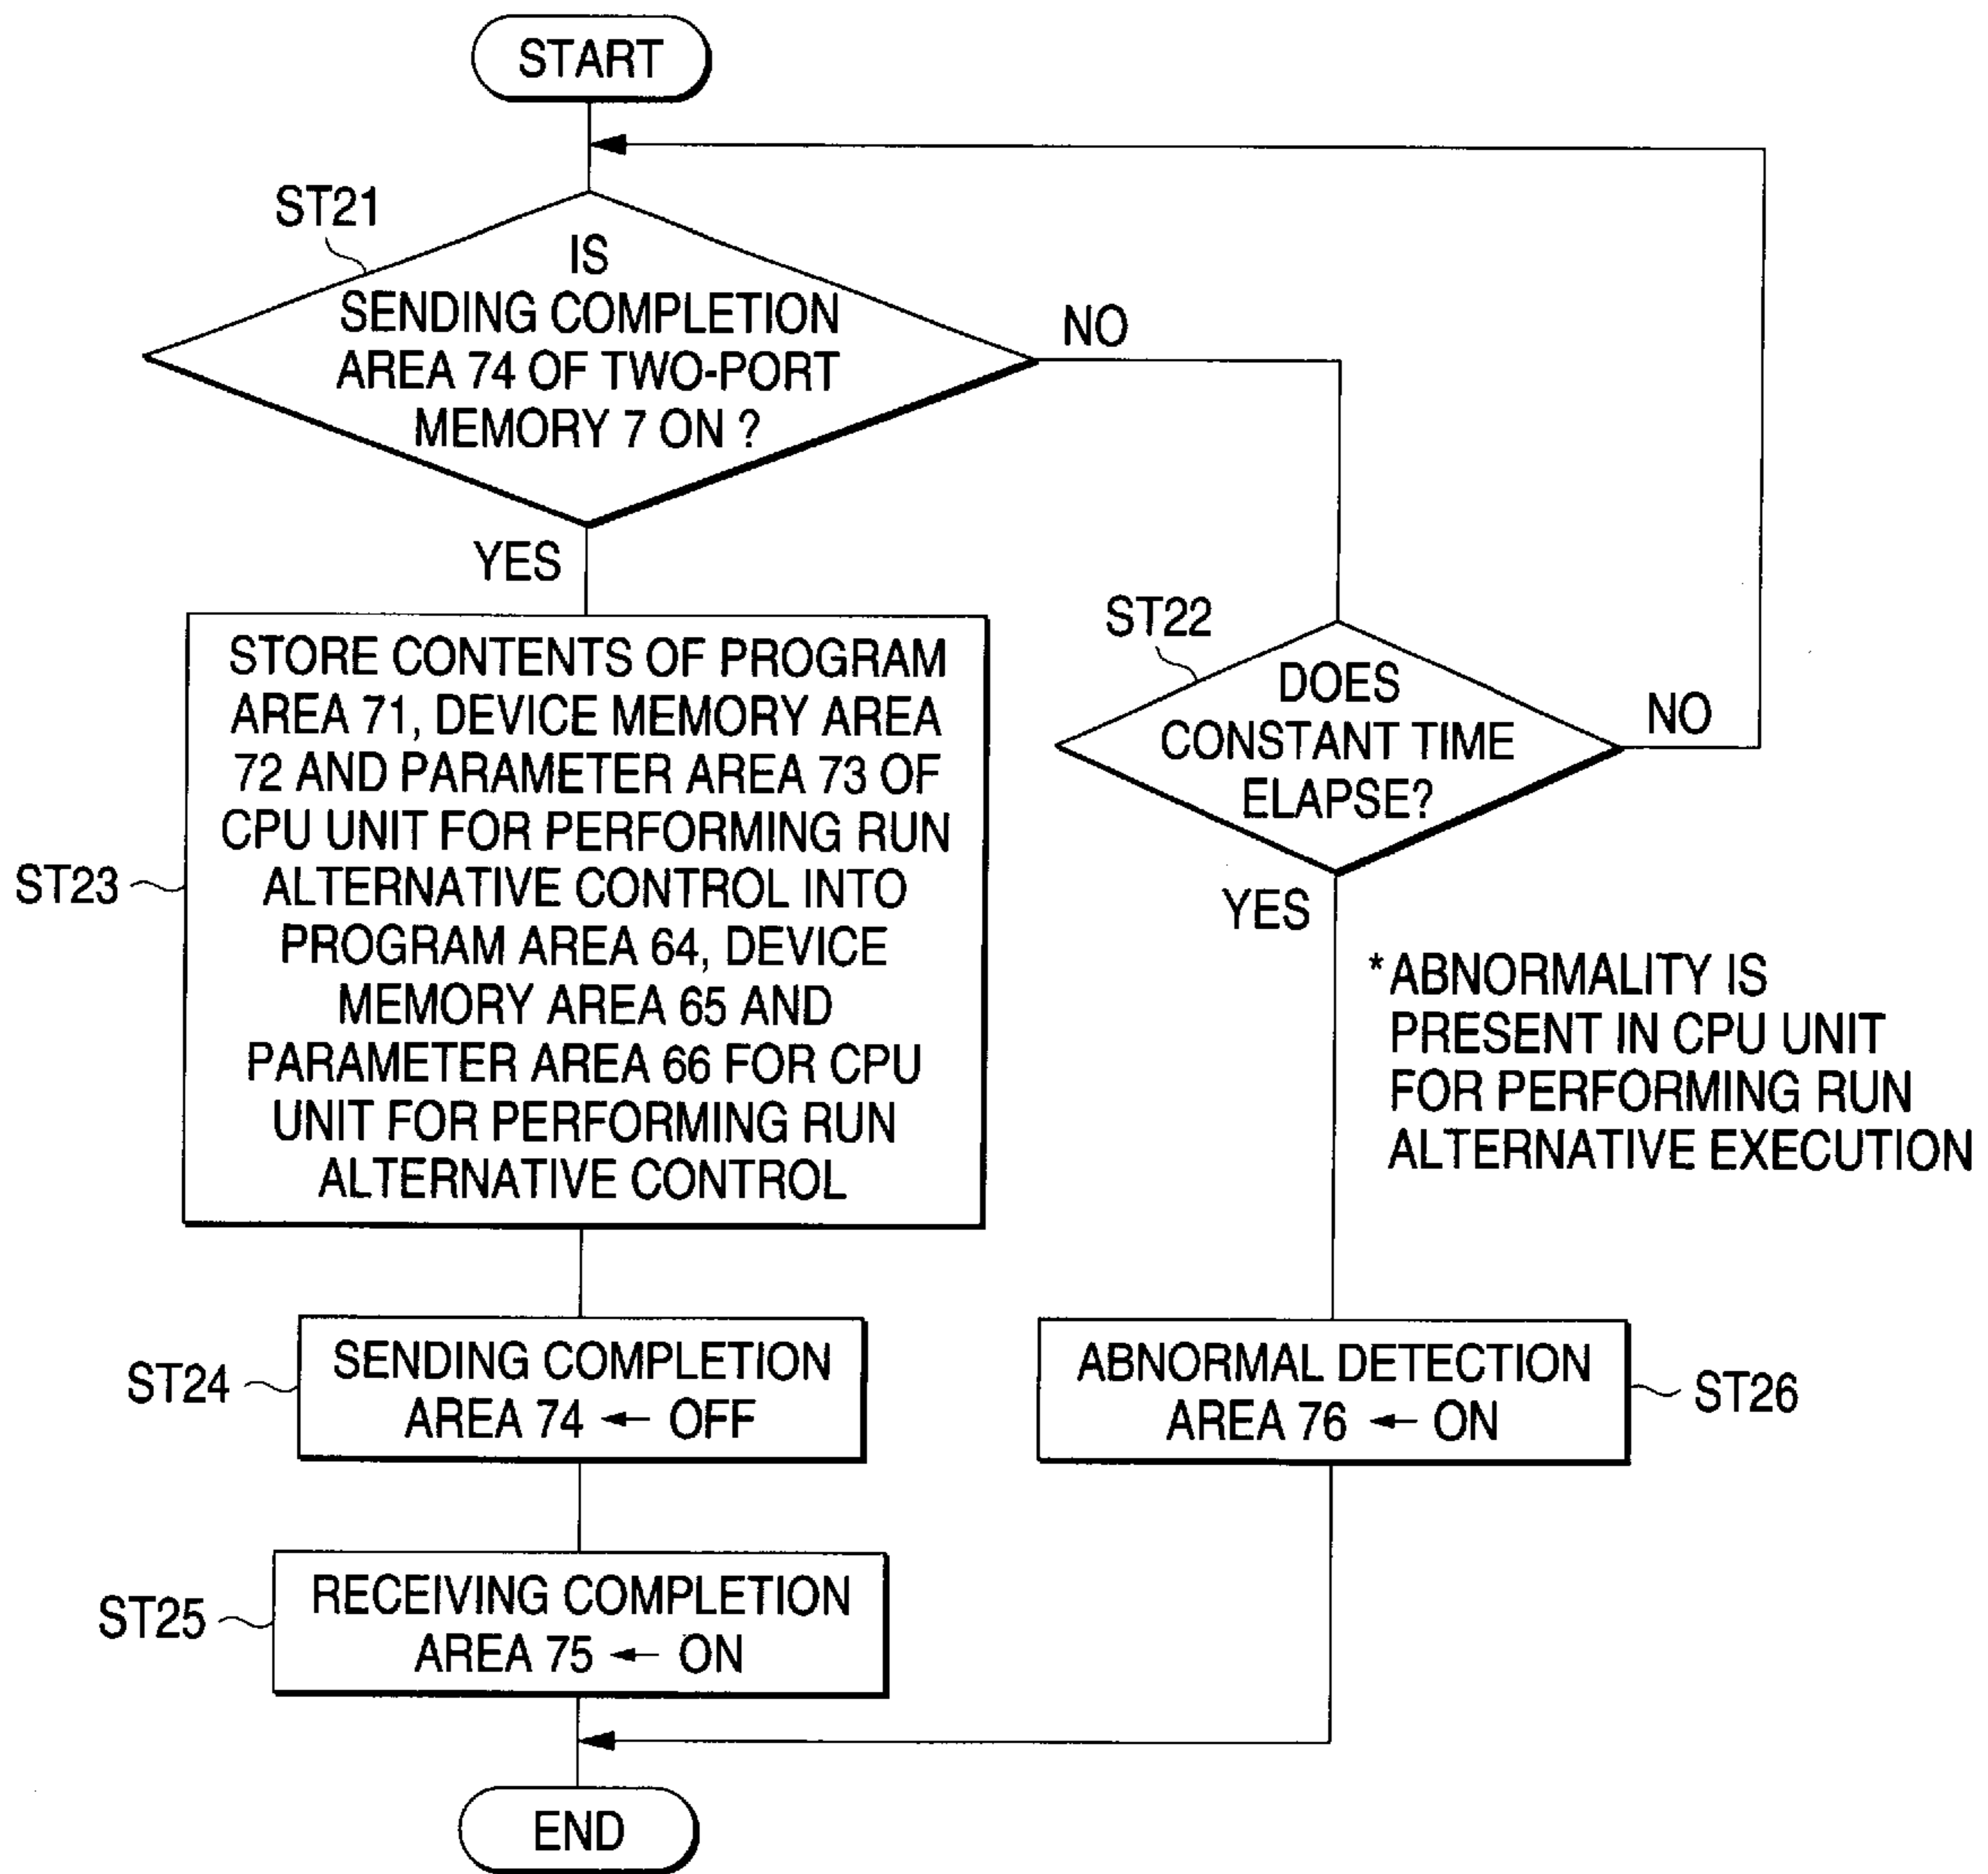 START
ST21
IS
SENDING COMPLETION
AREA 74 OF TWO-PORT
MEMORY 7 ON ?
NO
YES
ST22
DOES
CONSTANT TIME
ELAPSE?
NO
YES
ST23
STORE CONTENTS OF PROGRAM
AREA 71, DEVICE MEMORY AREA
72 AND PARAMETER AREA 73 OF
CPU UNIT FOR PERFORMING RUN
ALTERNATIVE CONTROL INTO
PROGRAM AREA 64, DEVICE
MEMORY AREA 65 AND
PARAMETER AREA 66 FOR CPU
UNIT FOR PERFORMING RUN
ALTERNATIVE CONTROL
*ABNORMALITY IS
PRESENT IN CPU UNIT
FOR PERFORMING RUN
ALTERNATIVE EXECUTION
ST24
SENDING COMPLETION
AREA 74 ← OFF
ABNORMAL DETECTION
AREA 76 ← ON
ST26
ST25
RECEIVING COMPLETION
AREA 75 ← ON
END